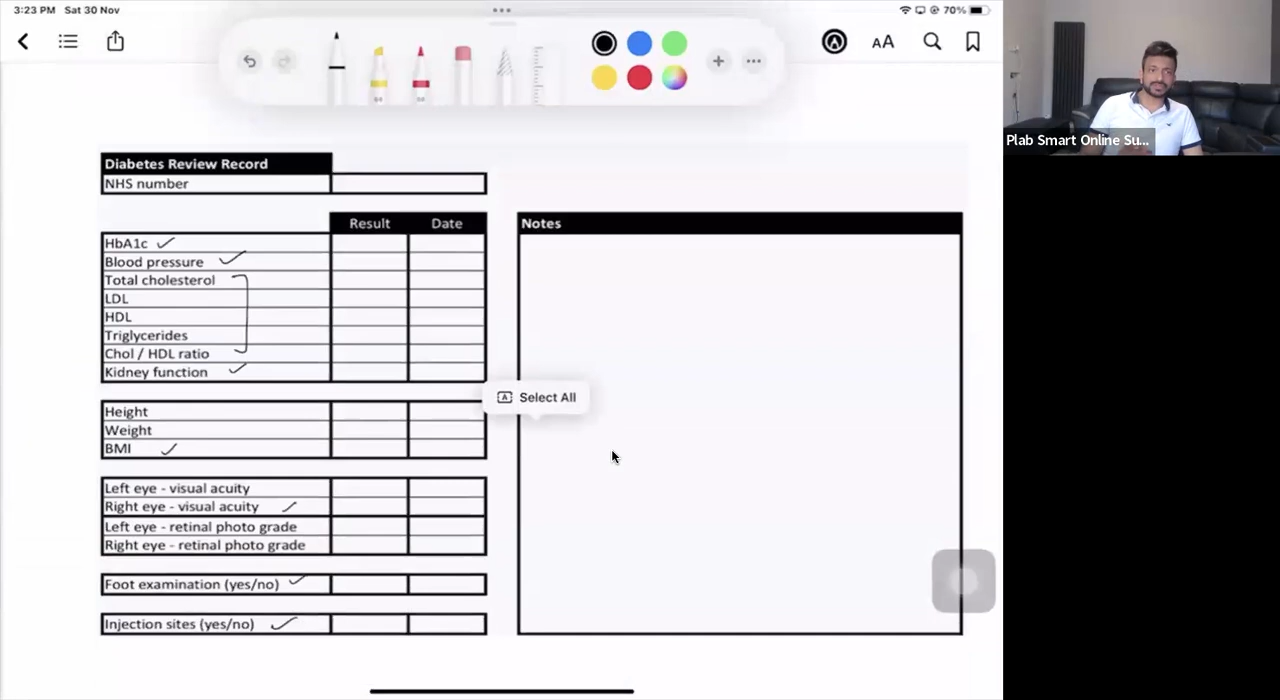 3:23 PM Sat 30 Nov
70%
AA
Plab Smart Online Su...
Diabetes Review Record
NHS number
Result Date
HbA1c
Blood pressure
Total cholesterol
LDL
HDL
Triglycerides
Chol / HDL ratio
Kidney function
Height
Weight
BMI
Left eye - visual acuity
Right eye - visual acuity
Left eye - retinal photo grade
Right eye - retinal photo grade
Foot examination (yes/no)
Injection sites (yes/no)
Notes
A Select All